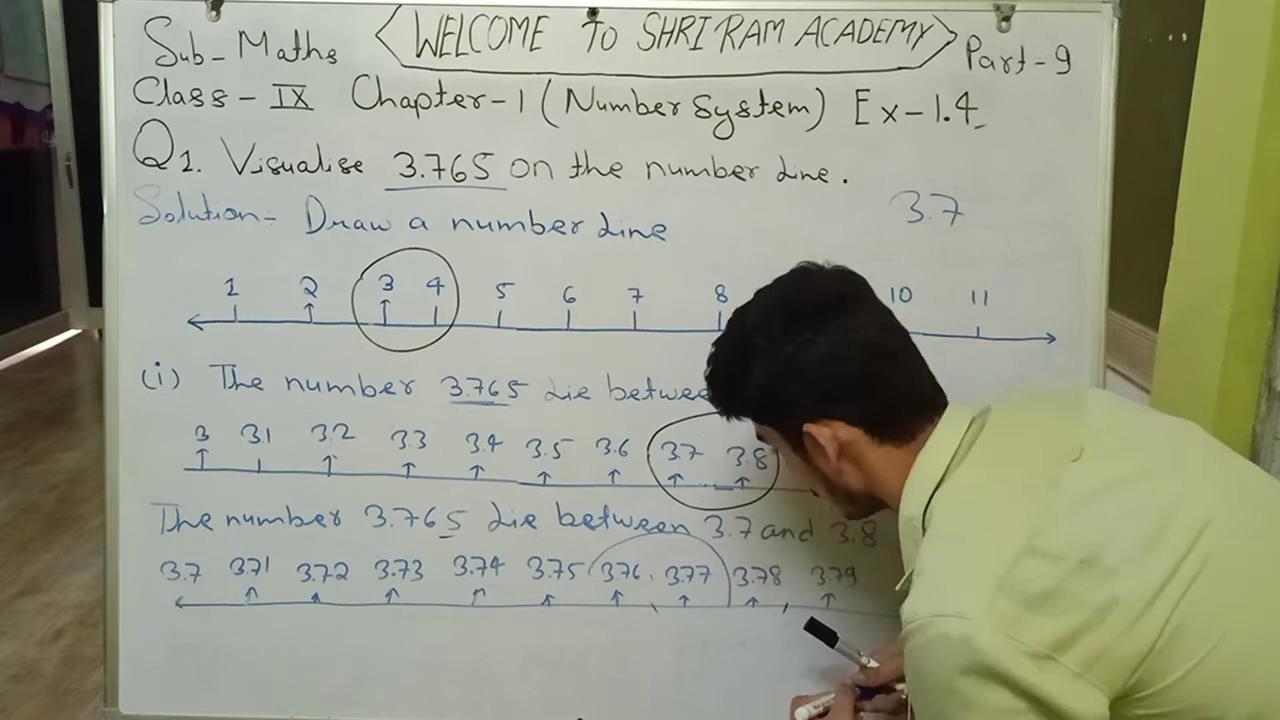 Sub- Maths
WELCOME To SHRI RAM ACADEMY
Part-9
Class- IX Chapter-1 (Number System) Ex-1.4
Q1. Visualise 3.765 on the number line.
Solution- Draw a number line
3.7
1 2 3 4 5 6 7 8 10 11
(i) The number 3.765 lie
3 3.1 3.2 3.3 3.4 3.5 3.6 3.7 3.8
The number 3.765 lie between 3.7 and 3.8
3.7 3.71 3.72 3.73 3.74 3.75 3.76 3.77 3.78 3.79